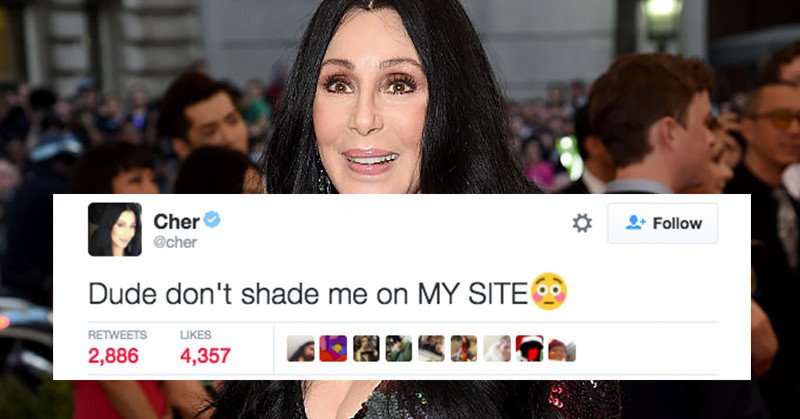 Cher
@cher
Follow
Dude don't shade me on MY SITE😳
RETWEETS LIKES
2,886 4,357